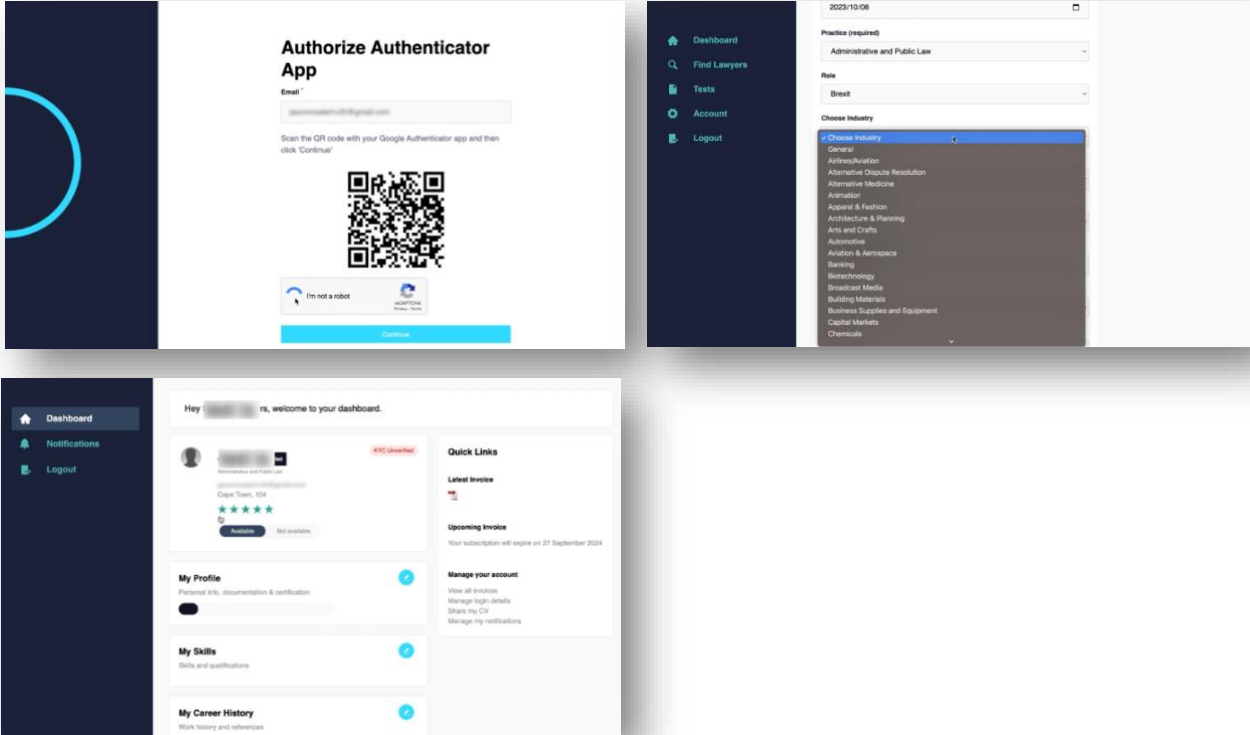 Authorize Authenticator
App
Email *
Scan the QR code with your Google Authenticator app and then
click 'Continue'
I'm not a robot
reCAPTCHA
Privacy - Terms
Continue
2023/10/08
Dashboard
Find Lawyers
Tests
Account
Logout
Practice (required)
Administrative and Public Law
Role
Brexit
Choose Industry
✓ Choose Industry
General
Airlines/Aviation
Alternative Dispute Resolution
Alternative Medicine
Animation
Apparel & Fashion
Architecture & Planning
Arts and Crafts
Automotive
Aviation & Aerospace
Banking
Biotechnology
Broadcast Media
Building Materials
Business Supplies and Equipment
Capital Markets
Chemicals
Dashboard
Notifications
Logout
Hey rs, welcome to your dashboard.
KYC Unverified
Administrative and Public Law
Cape Town, 104
Available
Not available
My Profile
Personal info, documentation & certification
My Skills
Skills and qualifications
My Career History
Work history and references
Quick Links
Latest Invoice
Upcoming Invoice
Your subscription will expire on 27 September 2024
Manage your account
View all invoices
Manage login details
Share my CV
Manage my notifications